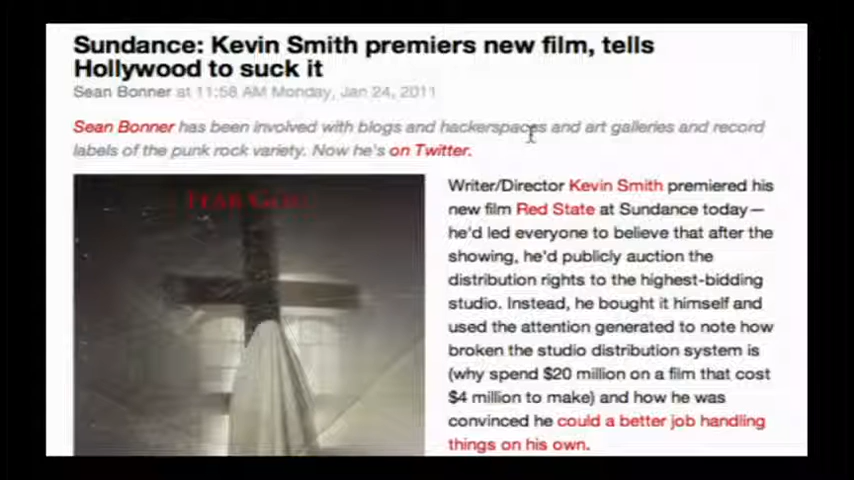 Sundance: Kevin Smith premiers new film, tells
Hollywood to suck it
Sean Bonner at 11:58 AM Monday, Jan 24, 2011
Sean Bonner has been involved with blogs and hackerspaces and art galleries and record
labels of the punk rock variety. Now he's on Twitter.
FEAR GOD
Writer/Director Kevin Smith premiered his
new film Red State at Sundance today—
he'd led everyone to believe that after the
showing, he'd publicly auction the
distribution rights to the highest-bidding
studio. Instead, he bought it himself and
used the attention generated to note how
broken the studio distribution system is
(why spend $20 million on a film that cost
$4 million to make) and how he was
convinced he could a better job handling
things on his own.